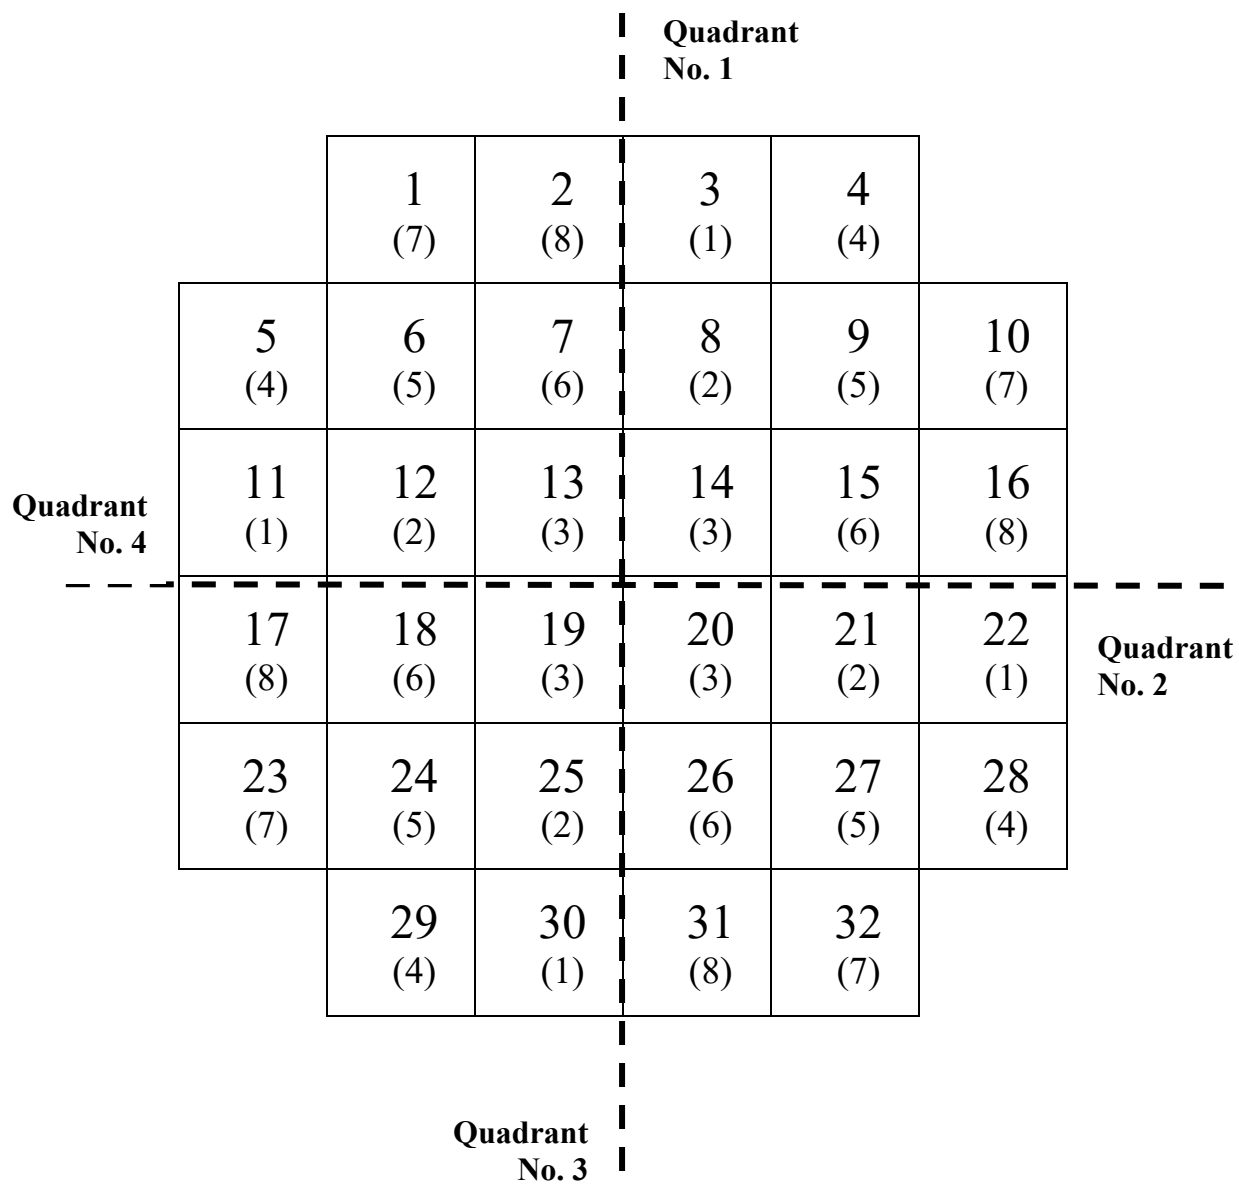 Quadrant
No. 1
1 2 3 4
(7) (8) (1) (4)
5 6 7 8 9 10
(4) (5) (6) (2) (5) (7)
11 12 13 14 15 16
(1) (2) (3) (3) (6) (8)
Quadrant
No. 4
17 18 19 20 21 22
(8) (6) (3) (3) (2) (1)
Quadrant
No. 2
23 24 25 26 27 28
(7) (5) (2) (6) (5) (4)
29 30 31 32
(4) (1) (8) (7)
Quadrant
No. 3